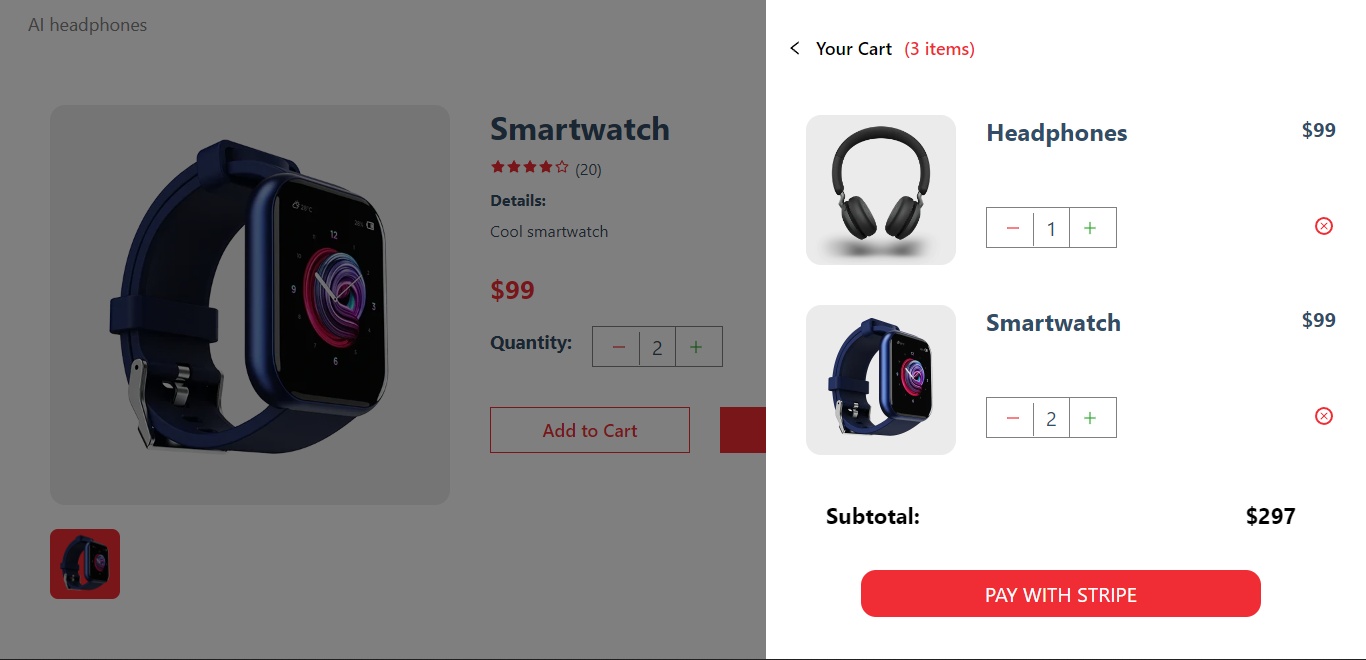 AI headphones
Smartwatch
(20)
Details:
Cool smartwatch
$99
Quantity: − 2 +
Add to Cart
Your Cart (3 items)
Headphones $99
− 1 +
Smartwatch $99
− 2 +
Subtotal: $297
PAY WITH STRIPE